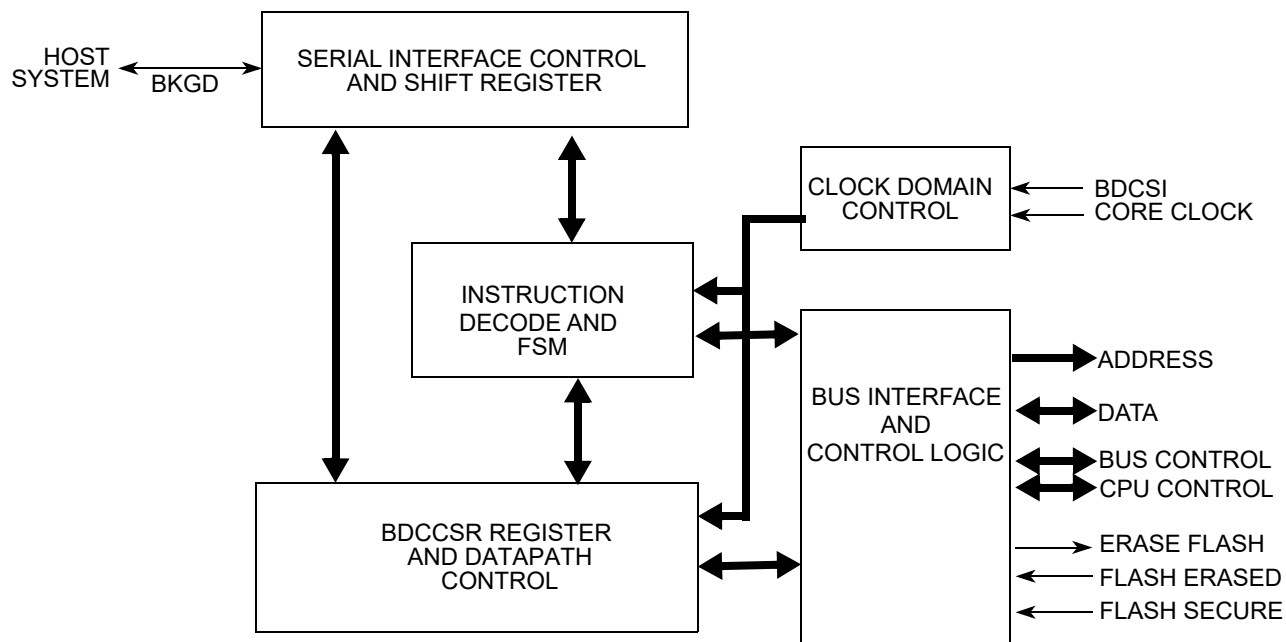 HOST
SYSTEM
BKGD
SERIAL INTERFACE CONTROL
AND SHIFT REGISTER
CLOCK DOMAIN
CONTROL
BDCSI
CORE CLOCK
INSTRUCTION
DECODE AND
FSM
BUS INTERFACE
AND
CONTROL LOGIC
ADDRESS
DATA
BUS CONTROL
CPU CONTROL
ERASE FLASH
FLASH ERASED
FLASH SECURE
BDCCSR REGISTER
AND DATAPATH
CONTROL